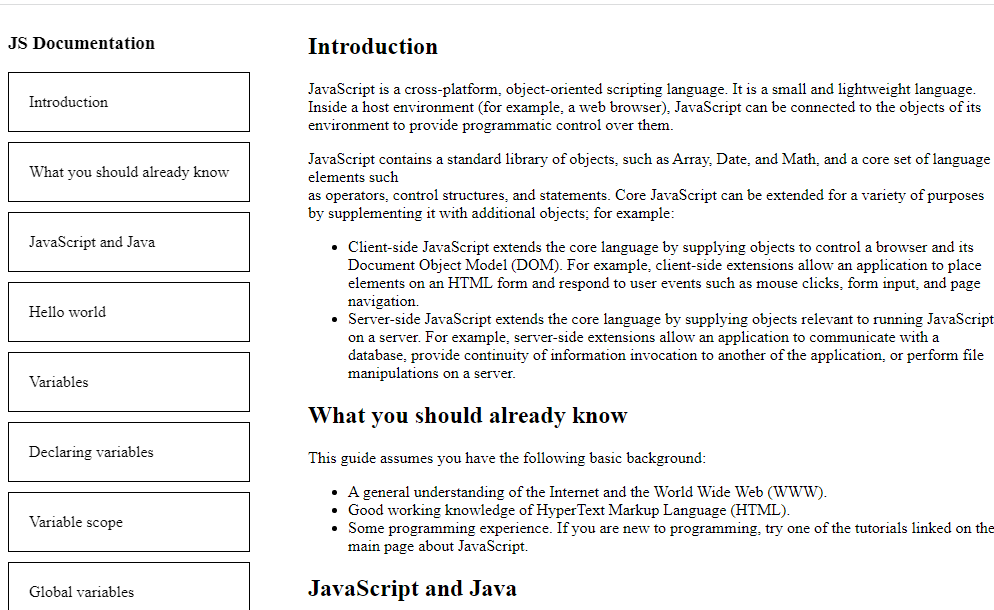 JS Documentation
Introduction
What you should already know
JavaScript and Java
Hello world
Variables
Declaring variables
Variable scope
Global variables
Introduction
JavaScript is a cross-platform, object-oriented scripting language. It is a small and lightweight language.
Inside a host environment (for example, a web browser), JavaScript can be connected to the objects of its
environment to provide programmatic control over them.
JavaScript contains a standard library of objects, such as Array, Date, and Math, and a core set of language
elements such
as operators, control structures, and statements. Core JavaScript can be extended for a variety of purposes
by supplementing it with additional objects; for example:
• Client-side JavaScript extends the core language by supplying objects to control a browser and its
Document Object Model (DOM). For example, client-side extensions allow an application to place
elements on an HTML form and respond to user events such as mouse clicks, form input, and page
navigation.
• Server-side JavaScript extends the core language by supplying objects relevant to running JavaScript
on a server. For example, server-side extensions allow an application to communicate with a
database, provide continuity of information invocation to another of the application, or perform file
manipulations on a server.
What you should already know
This guide assumes you have the following basic background:
• A general understanding of the Internet and the World Wide Web (WWW).
• Good working knowledge of HyperText Markup Language (HTML).
• Some programming experience. If you are new to programming, try one of the tutorials linked on the
main page about JavaScript.
JavaScript and Java